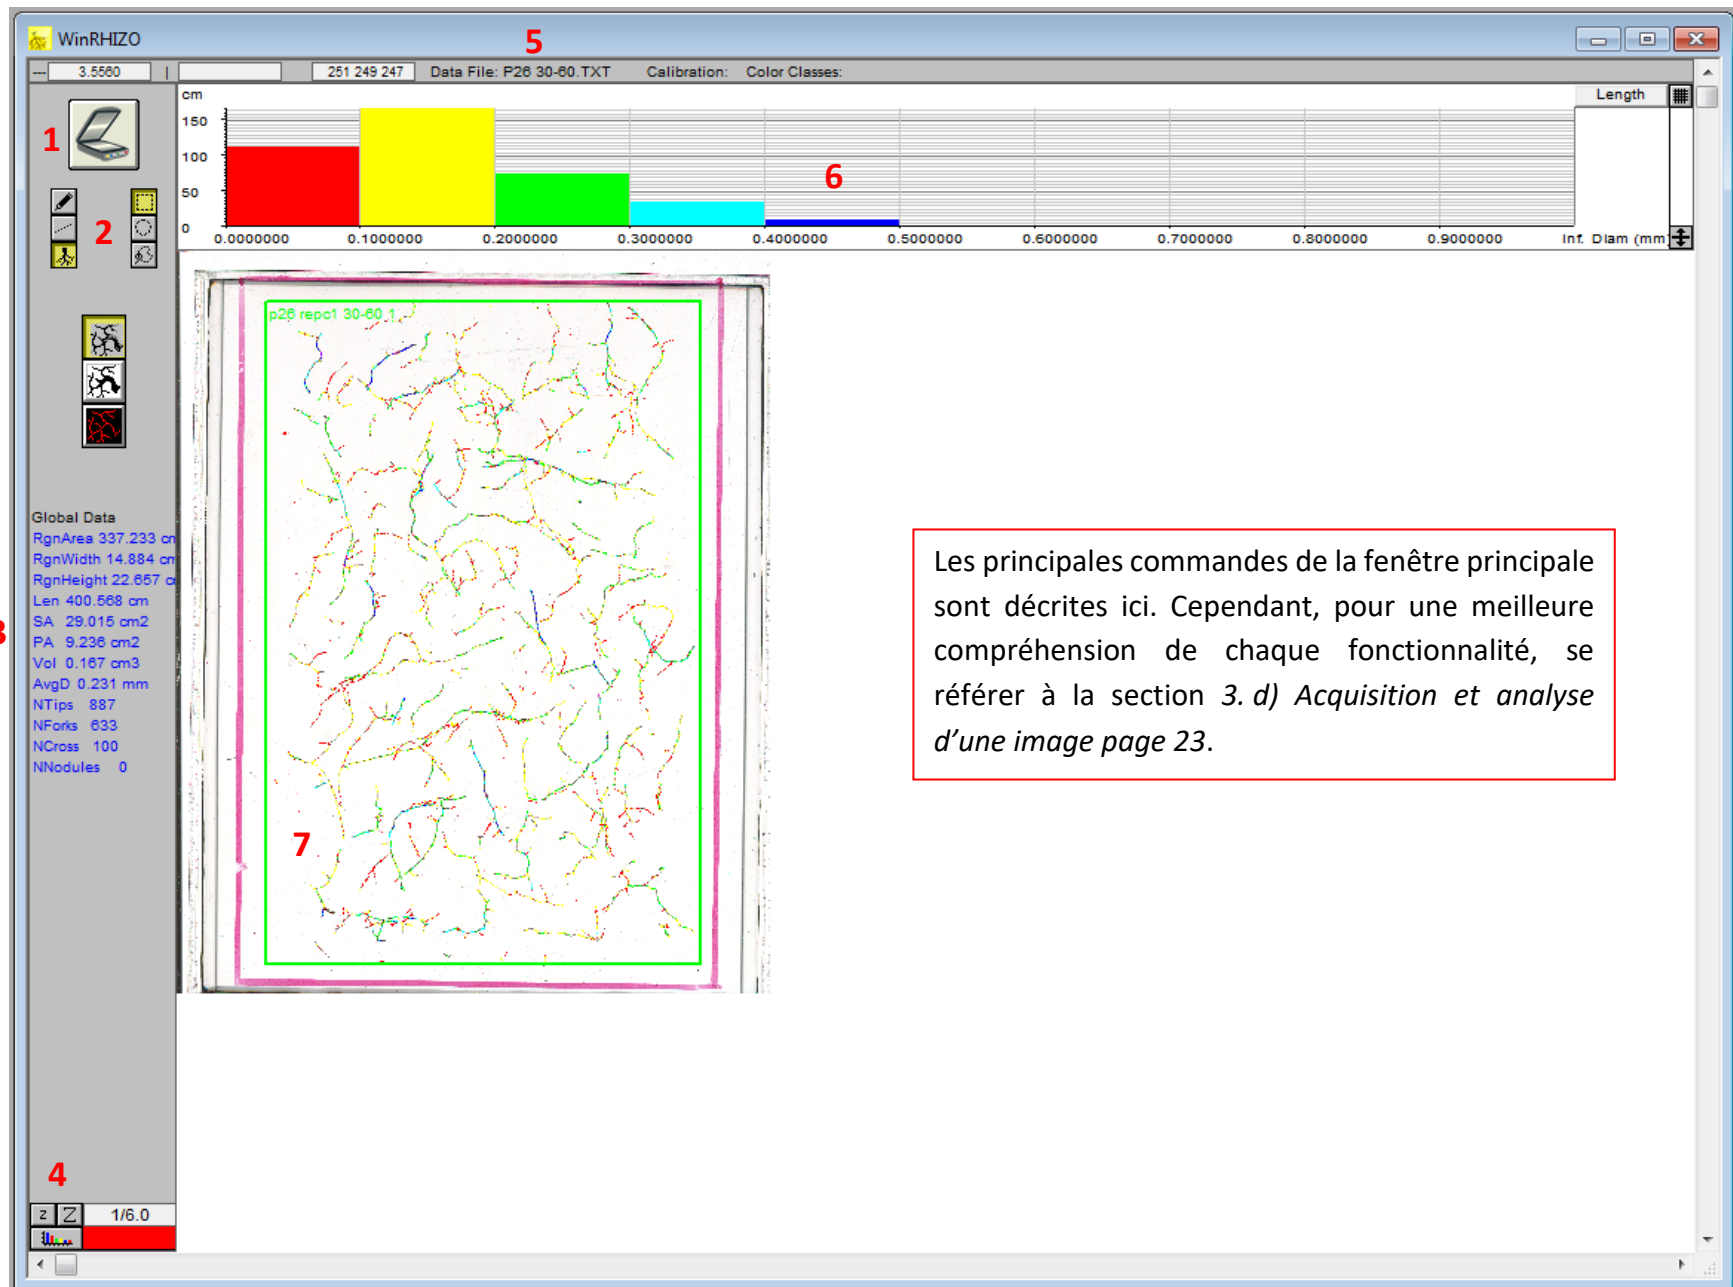 WinRHIZO
5
--- 3.5560 | 251 249 247 Data File: P26 30-60.TXT Calibration: Color Classes:
cm
Length
150
100
50
0
0.0000000 0.1000000 0.2000000 0.3000000 0.4000000 0.5000000 0.6000000 0.7000000 0.8000000 0.9000000 Inf. Diam (mm
1
2
6
p26 repc1 30-60 1
Global Data
RgnArea 337.233 cm
RgnWidth 14.884 cm
RgnHeight 22.657 c
Len 400.568 cm
SA 29.015 cm2
PA 9.236 cm2
Vol 0.167 cm3
AvgD 0.231 mm
NTips 887
NForks 633
NCross 100
NNodules 0
3
Les principales commandes de la fenêtre principale
sont décrites ici. Cependant, pour une meilleure
compréhension de chaque fonctionnalité, se
référer à la section 3. d) Acquisition et analyse
d'une image page 23.
7
4
z Z 1/6.0